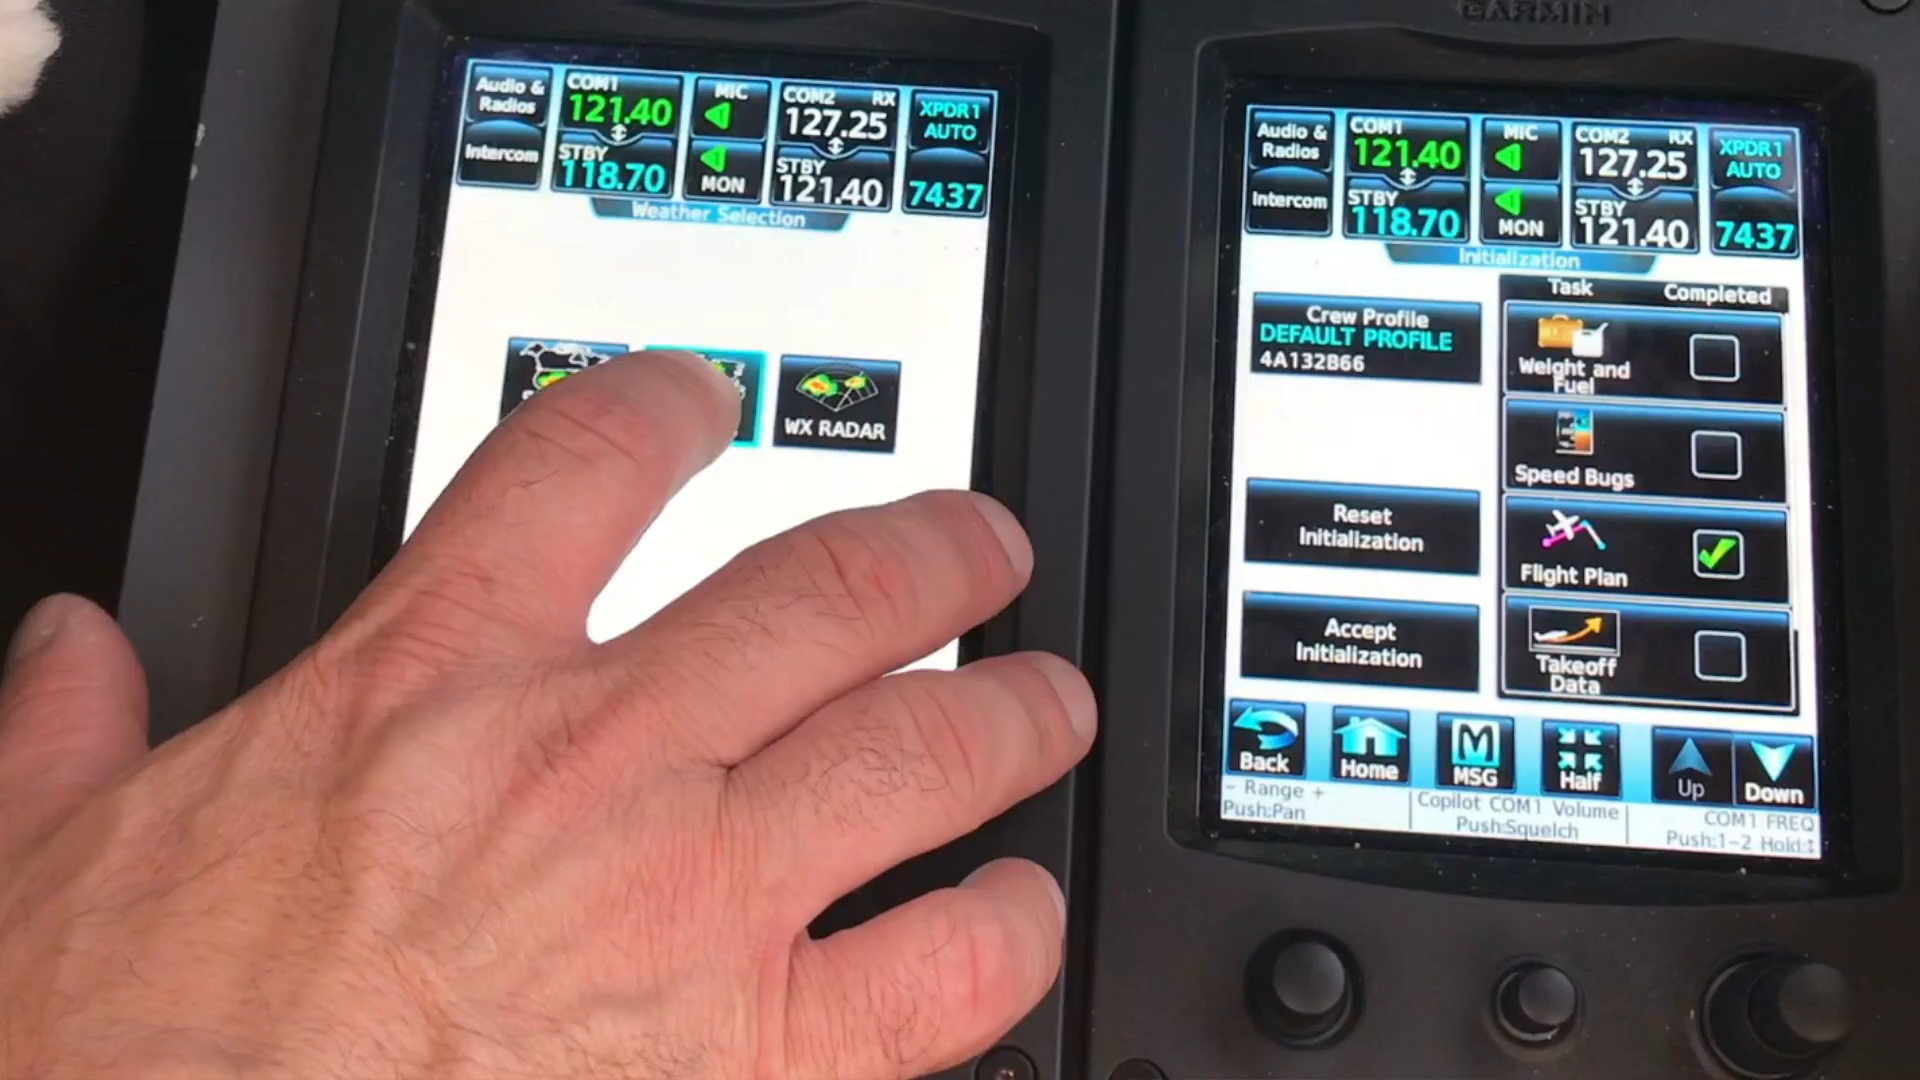 GARMIN
Audio &
Radios
Intercom
COM1
121.40
STBY
118.70
MIC
MON
COM2 RX
127.25
STBY
121.40
XPDR1
AUTO
7437
Weather Selection
WX RADAR
Audio &
Radios
Intercom
COM1
121.40
STBY
118.70
MIC
MON
COM2 RX
127.25
STBY
121.40
XPDR1
AUTO
7437
Initialization
Task Completed
Crew Profile
DEFAULT PROFILE
4A132B66
Reset
Initialization
Accept
Initialization
Weight and
Fuel
Speed Bugs
Flight Plan
Takeoff
Data
Back
Home
MSG
Half
Up
Down
- Range +
Push:Pan
Copilot COM1 Volume
Push:Squelch
COM1 FREQ
Push:1-2 Hold:↕